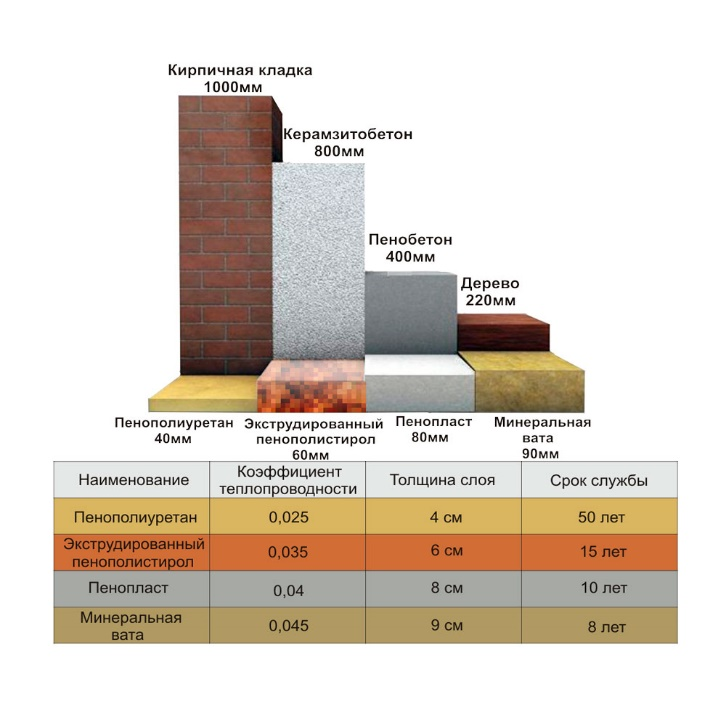 Кирпичная кладка
1000мм
Керамзитобетон
800мм
Пенобетон
400мм
Дерево
220мм
Пенополиуретан
40мм
Экструдированный
пенополистирол
60мм
Пенопласт
80мм
Минеральная
вата
90мм
Наименование
Коэффициент
теплопроводности
Толщина слоя
Срок службы
Пенополиуретан
0,025
4 см
50 лет
Экструдированный
пенополистирол
0,035
6 см
15 лет
Пенопласт
0,04
8 см
10 лет
Минеральная
вата
0,045
9 см
8 лет